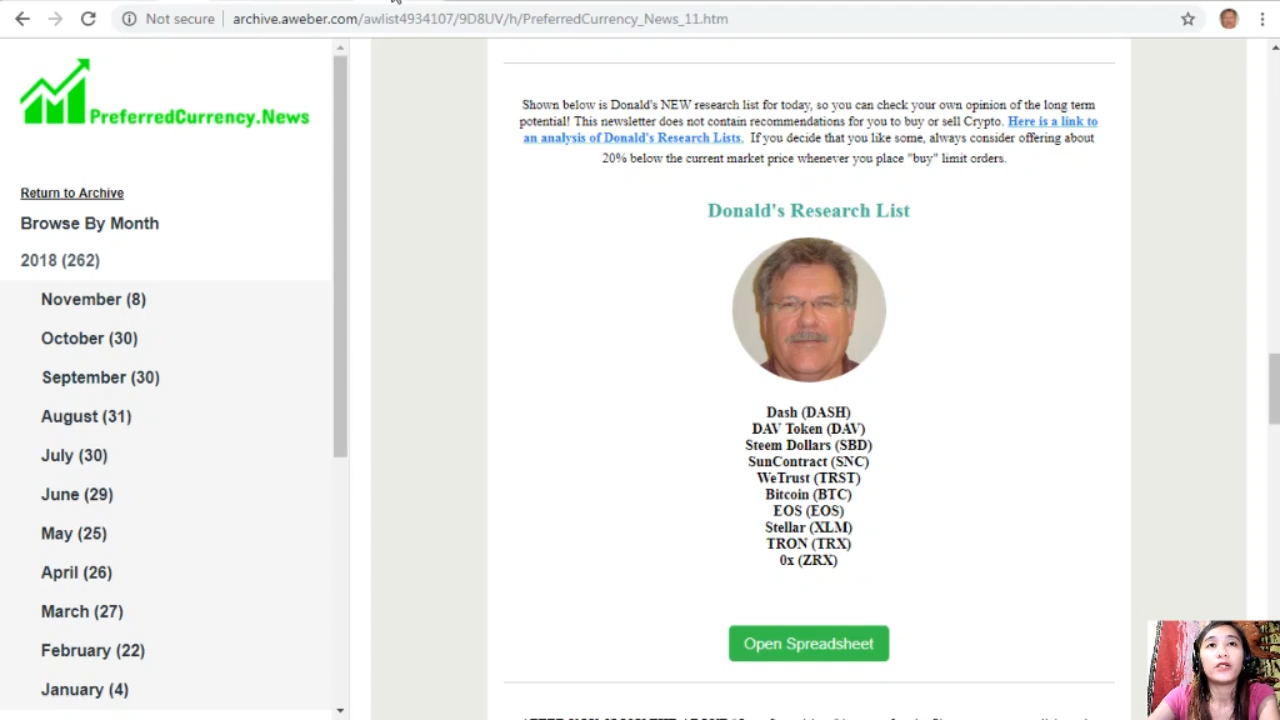 Not secure
archive.aweber.com/awlist4934107/9D8UV/h/PreferredCurrency_News_11.htm
PreferredCurrency.News
Return to Archive
Browse By Month
2018 (262)
November (8)
October (30)
September (30)
August (31)
July (30)
June (29)
May (25)
April (26)
March (27)
February (22)
January (4)
Shown below is Donald's NEW research list for today, so you can check your own opinion of the long term
potential! This newsletter does not contain recommendations for you to buy or sell Crypto. Here is a link to
an analysis of Donald's Research Lists. If you decide that you like some, always consider offering about
20% below the current market price whenever you place "buy" limit orders.
Donald's Research List
Dash (DASH)
DAV Token (DAV)
Steem Dollars (SBD)
SunContract (SNC)
WeTrust (TRST)
Bitcoin (BTC)
EOS (EOS)
Stellar (XLM)
TRON (TRX)
0x (ZRX)
Open Spreadsheet